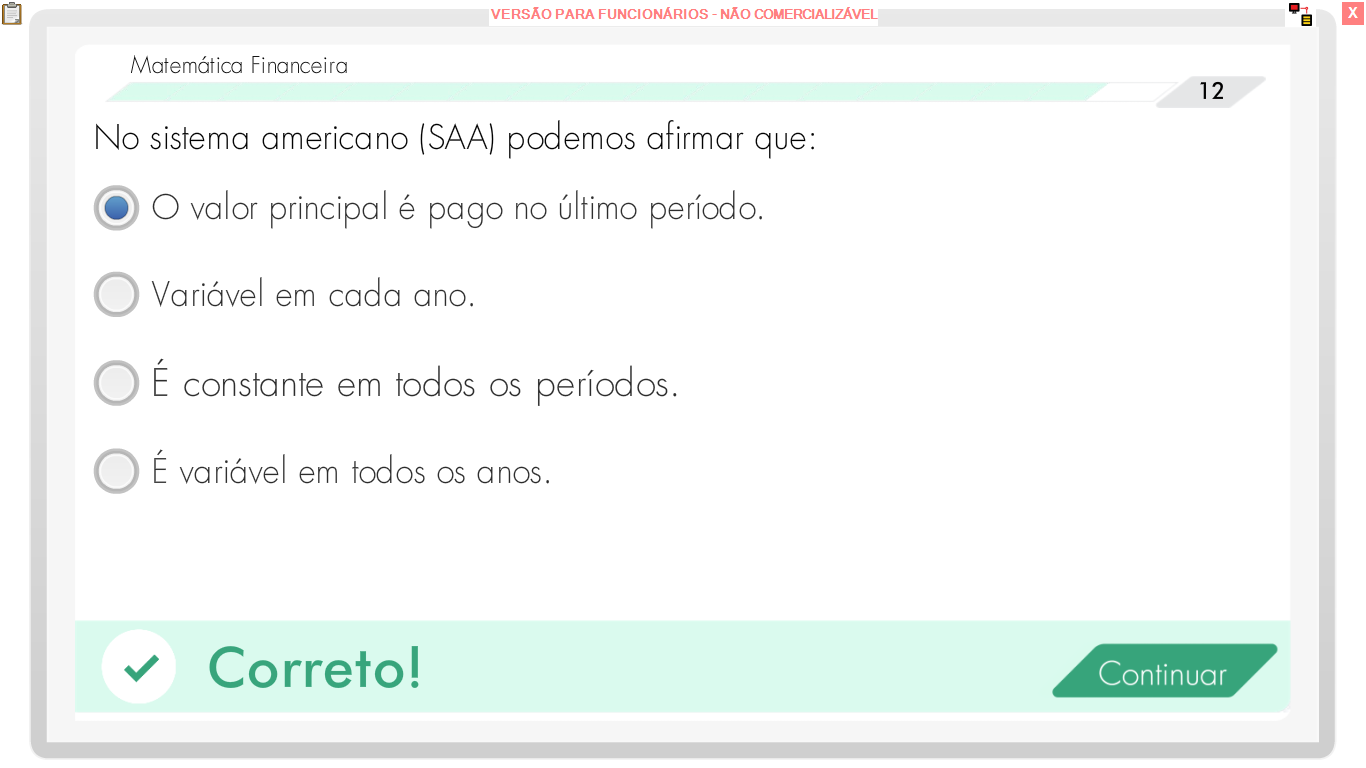 VERSÃO PARA FUNCIONÁRIOS - NÃO COMERCIALIZÁVEL
X
Matemática Financeira
12
No sistema americano (SAA) podemos afirmar que:
O valor principal é pago no último período.
Variável em cada ano.
É constante em todos os períodos.
É variável em todos os anos.
Correto!
Continuar